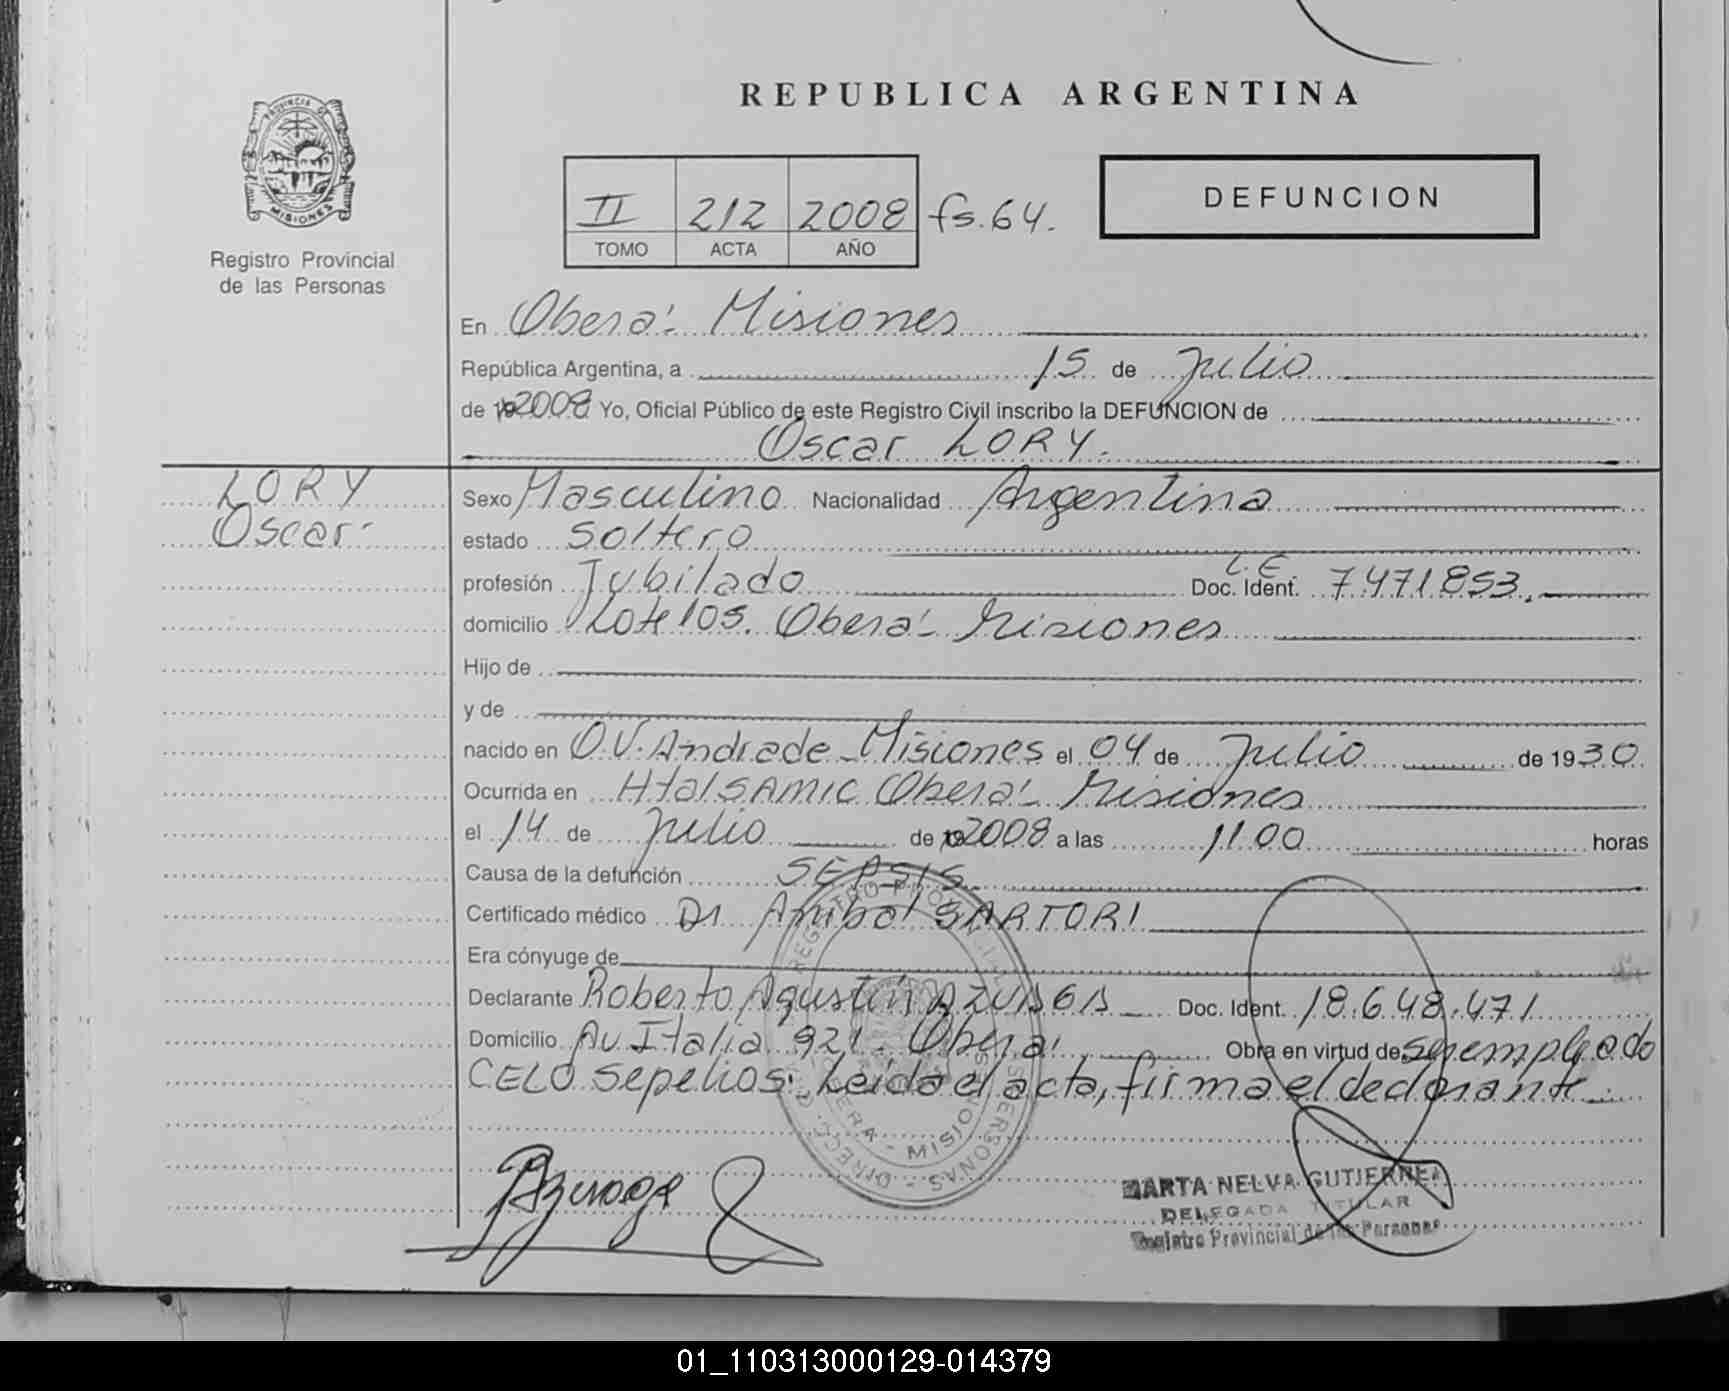 REPUBLICA ARGENTINA
PROVINCIA DE
MISIONES
Registro Provincial
de las Personas
II 212 2008 fs. 64.
TOMO ACTA AÑO
DEFUNCION
En Oberá - Misiones
República Argentina, a 15 de Julio
de 19 2008 Yo, Oficial Público de este Registro Civil inscribo la DEFUNCION de
Oscar LORY.
LORY
Oscar
Sexo Masculino Nacionalidad Argentina
estado soltero
profesión Jubilado Doc. Ident. L.E. 7.471.853.
domicilio Lote 105. Oberá - Misiones
Hijo de
y de
nacido en O.V. Andrade - Misiones el 04 de Julio de 1930
Ocurrida en Htal SAMIC Oberá - Misiones
el 14 de Julio de 19 2008 a las 11.00 horas
Causa de la defunción SEPSIS
Certificado médico Dr Anibal SARTORI
Era cónyuge de
Declarante Roberto Agustín AZUAGA Doc. Ident. 18.648.471
Domicilio Av. Italia 921 - Oberá Obra en virtud de ser empleado
CELO Sepelios. Leída el acta, firma el declarante
Azuaga
MARTA NELVA GUTIERREZ
DELEGADA TITULAR
Registro Provincial de las Personas
01_110313000129-014379